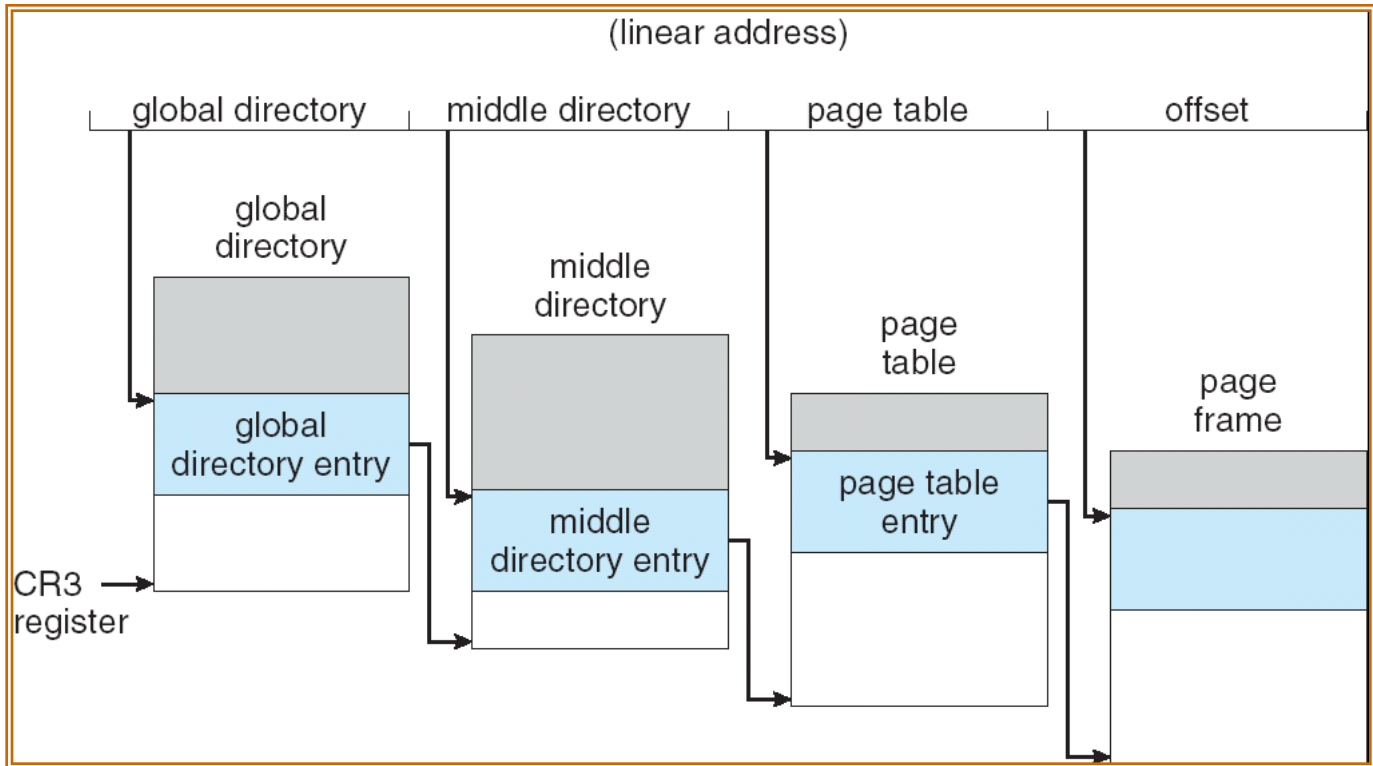 (linear address)
global directory
middle directory
page table
offset
global
directory
middle
directory
page
table
page
frame
global
directory entry
page table
entry
middle
directory entry
CR3
register